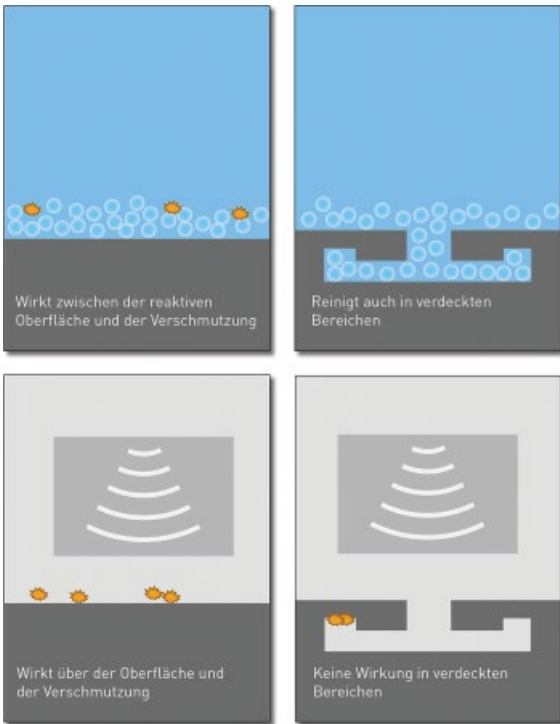 Wirkt zwischen der reaktiven
Oberfläche und der Verschmutzung
Reinigt auch in verdeckten
Bereichen
Wirkt über der Oberfläche und
der Verschmutzung
Keine Wirkung in verdeckten
Bereichen